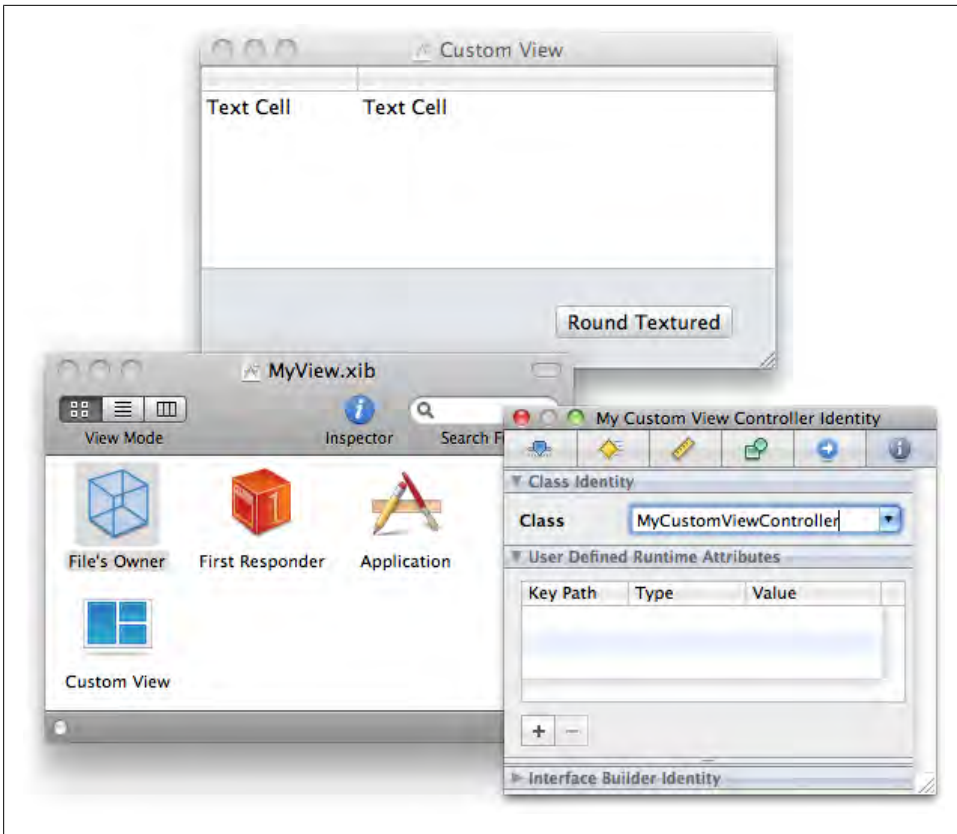 Custom View
Text Cell Text Cell
Round Textured
MyView.xib
View Mode Inspector Search F
My Custom View Controller Identity
Class Identity
Class MyCustomViewController
User Defined Runtime Attributes
Key Path Type Value
File's Owner First Responder Application
Custom View
+ −
Interface Builder Identity